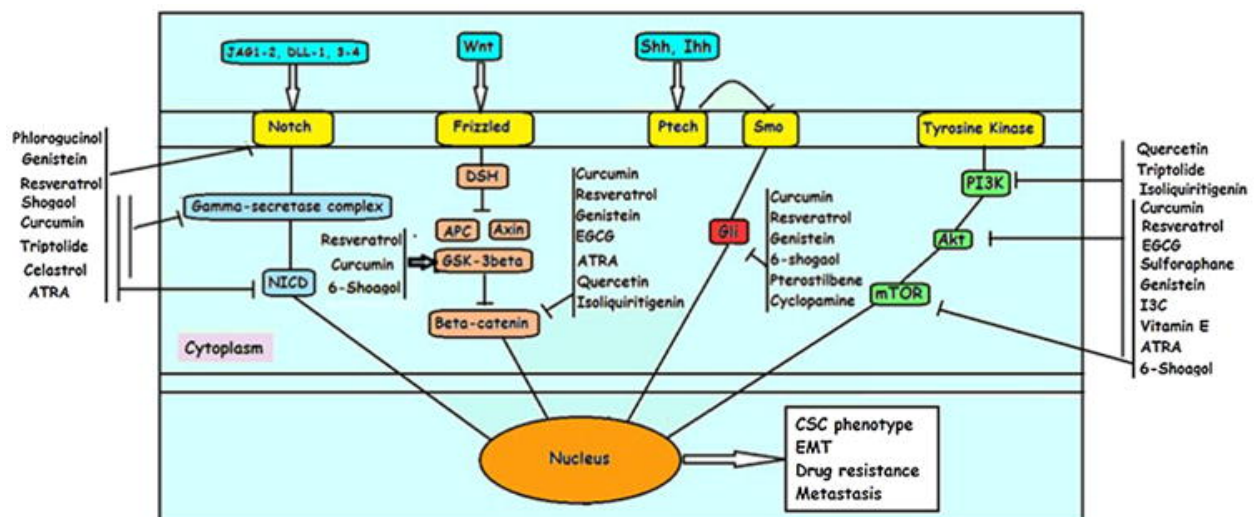 JAG1-2, DLL-1, 3-4
Wnt
Shh, Ihh
Notch
Frizzled
Ptech
Smo
Tyrosine Kinase
Phlorogucinol
Genistein
Resveratrol
Shogaol
Curcumin
Triptolide
Celastrol
ATRA
Gamma-secretase complex
NICD
DSH
APC
Axin
GSK-3beta
Beta-catenin
Resveratrol
Curcumin
6-Shoagol
Curcumin
Resveratrol
Genistein
EGCG
ATRA
Quercetin
Isoliquiritigenin
Gli
Curcumin
Resveratrol
Genistein
6-shogaol
Pterostilbene
Cyclopamine
PI3K
Akt
mTOR
Quercetin
Triptolide
Isoliquiritigenin
Curcumin
Resveratrol
EGCG
Sulforaphane
Genistein
I3C
Vitamin E
ATRA
6-Shoagol
Cytoplasm
Nucleus
CSC phenotype
EMT
Drug resistance
Metastasis